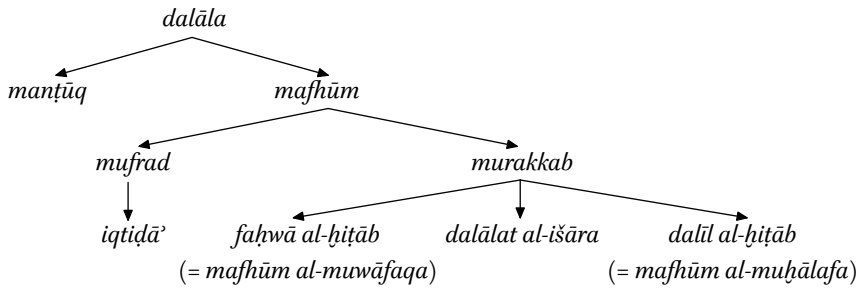 dalāla
manṭūq mafhūm
mufrad murakkab
iqtiḍāʾ faḥwā al-ḫiṭāb dalālat al-išāra dalīl al-ḫiṭāb
(= mafhūm al-muwāfaqa) (= mafhūm al-muḫālafa)